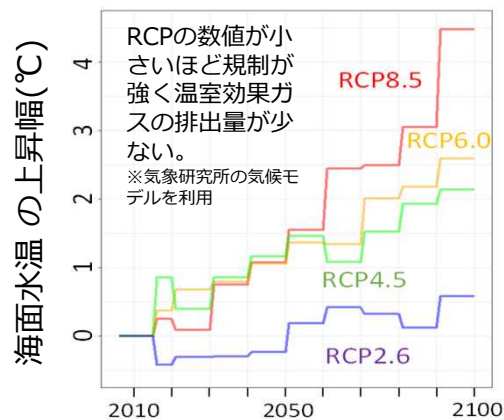 海面水温 の上昇幅(℃)
4
3
2
1
0
RCPの数値が小
さいほど規制が
強く温室効果ガ
スの排出量が少
ない。
※気象研究所の気候モ
デルを利用
RCP8.5
RCP6.0
RCP4.5
RCP2.6
2010
2050
2100